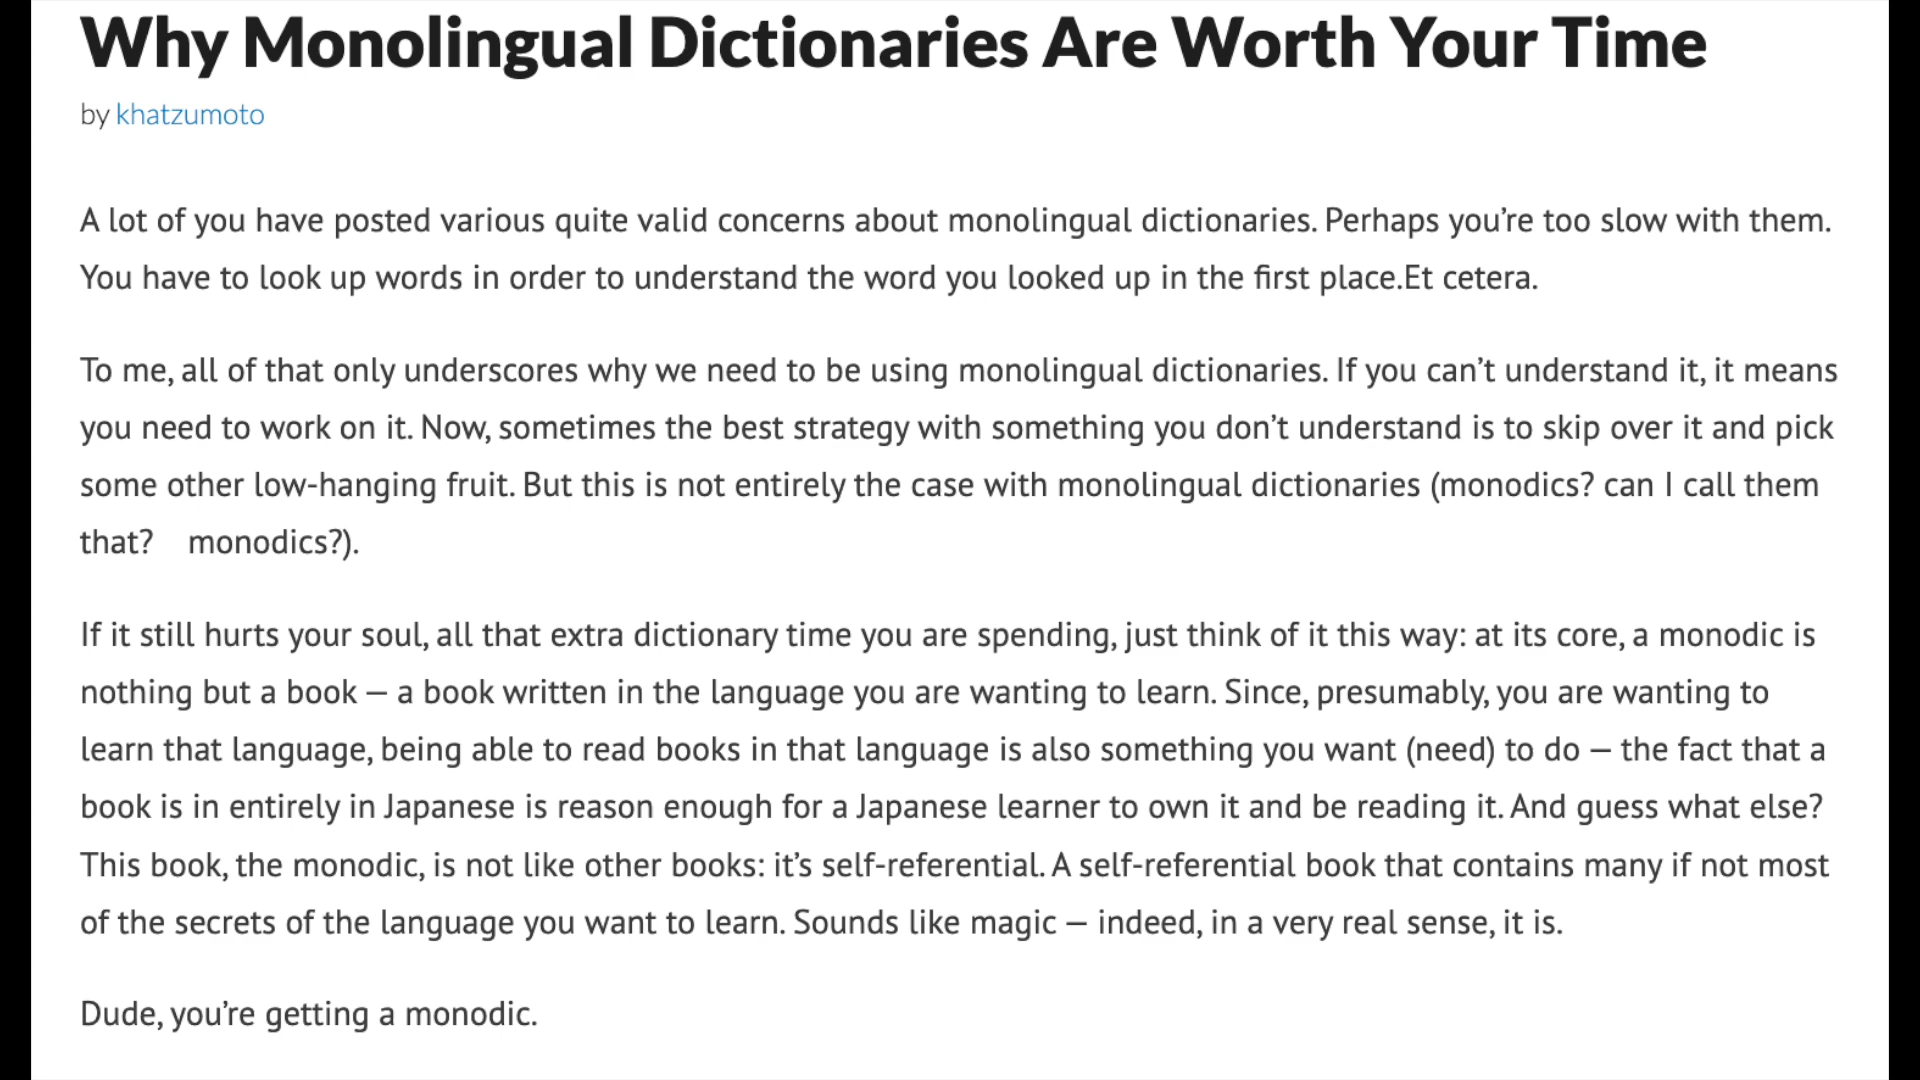 Why Monolingual Dictionaries Are Worth Your Time
by khatzumoto
A lot of you have posted various quite valid concerns about monolingual dictionaries. Perhaps you’re too slow with them.
You have to look up words in order to understand the word you looked up in the first place.Et cetera.
To me, all of that only underscores why we need to be using monolingual dictionaries. If you can’t understand it, it means
you need to work on it. Now, sometimes the best strategy with something you don’t understand is to skip over it and pick
some other low-hanging fruit. But this is not entirely the case with monolingual dictionaries (monodics? can I call them
that? monodics?).
If it still hurts your soul, all that extra dictionary time you are spending, just think of it this way: at its core, a monodic is
nothing but a book — a book written in the language you are wanting to learn. Since, presumably, you are wanting to
learn that language, being able to read books in that language is also something you want (need) to do — the fact that a
book is in entirely in Japanese is reason enough for a Japanese learner to own it and be reading it. And guess what else?
This book, the monodic, is not like other books: it’s self-referential. A self-referential book that contains many if not most
of the secrets of the language you want to learn. Sounds like magic — indeed, in a very real sense, it is.
Dude, you’re getting a monodic.